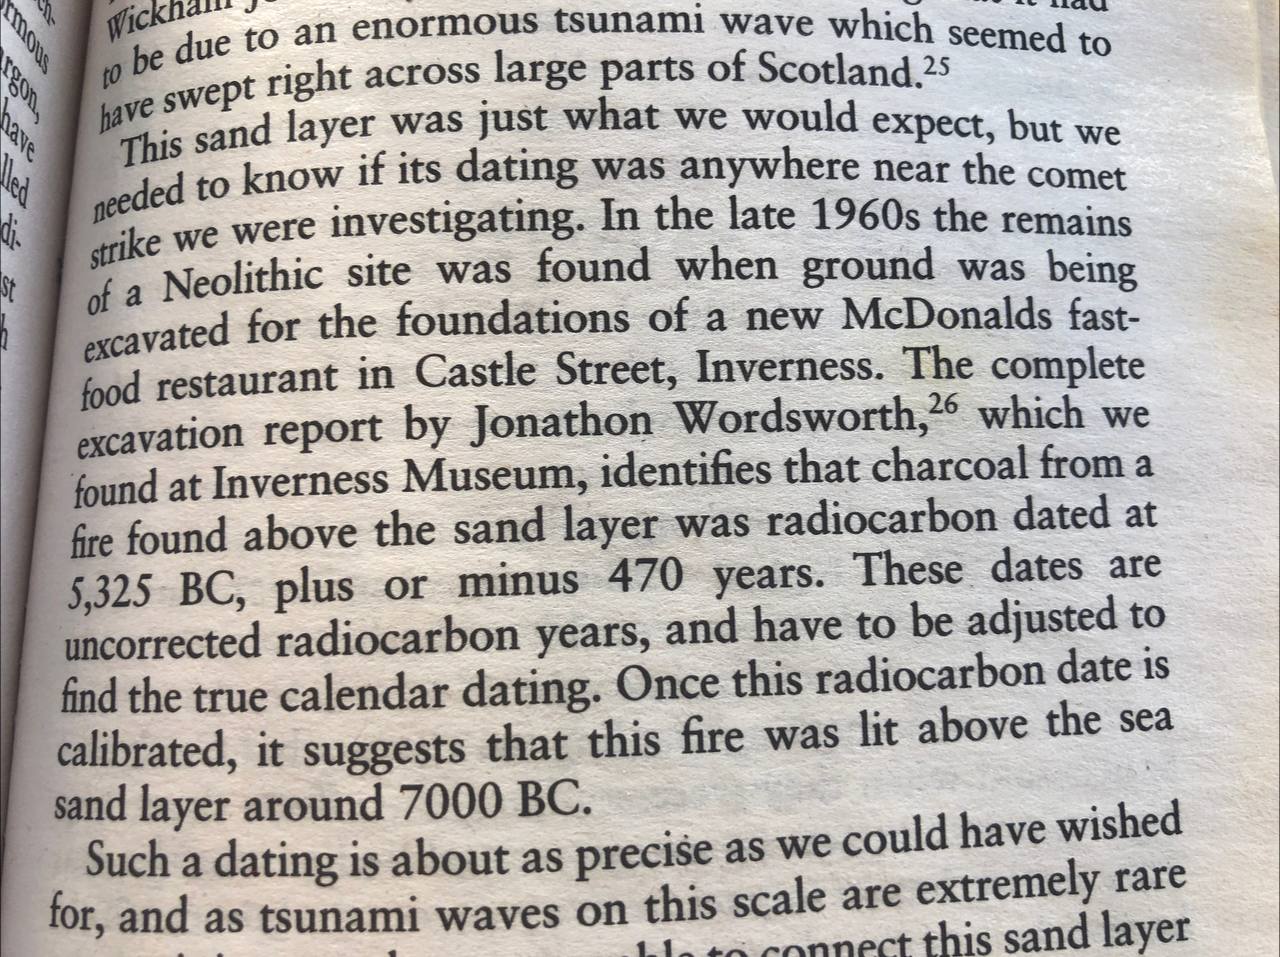 Wickham
to be due to an enormous tsunami wave which seemed to
have swept right across large parts of Scotland.25
This sand layer was just what we would expect, but we
needed to know if its dating was anywhere near the comet
strike we were investigating. In the late 1960s the remains
of a Neolithic site was found when ground was being
excavated for the foundations of a new McDonalds fast-
food restaurant in Castle Street, Inverness. The complete
excavation report by Jonathon Wordsworth,26 which we
found at Inverness Museum, identifies that charcoal from a
fire found above the sand layer was radiocarbon dated at
5,325 BC, plus or minus 470 years. These dates are
uncorrected radiocarbon years, and have to be adjusted to
find the true calendar dating. Once this radiocarbon date is
calibrated, it suggests that this fire was lit above the sea
sand layer around 7000 BC.
Such a dating is about as precise as we could have wished
for, and as tsunami waves on this scale are extremely rare
to connect this sand layer